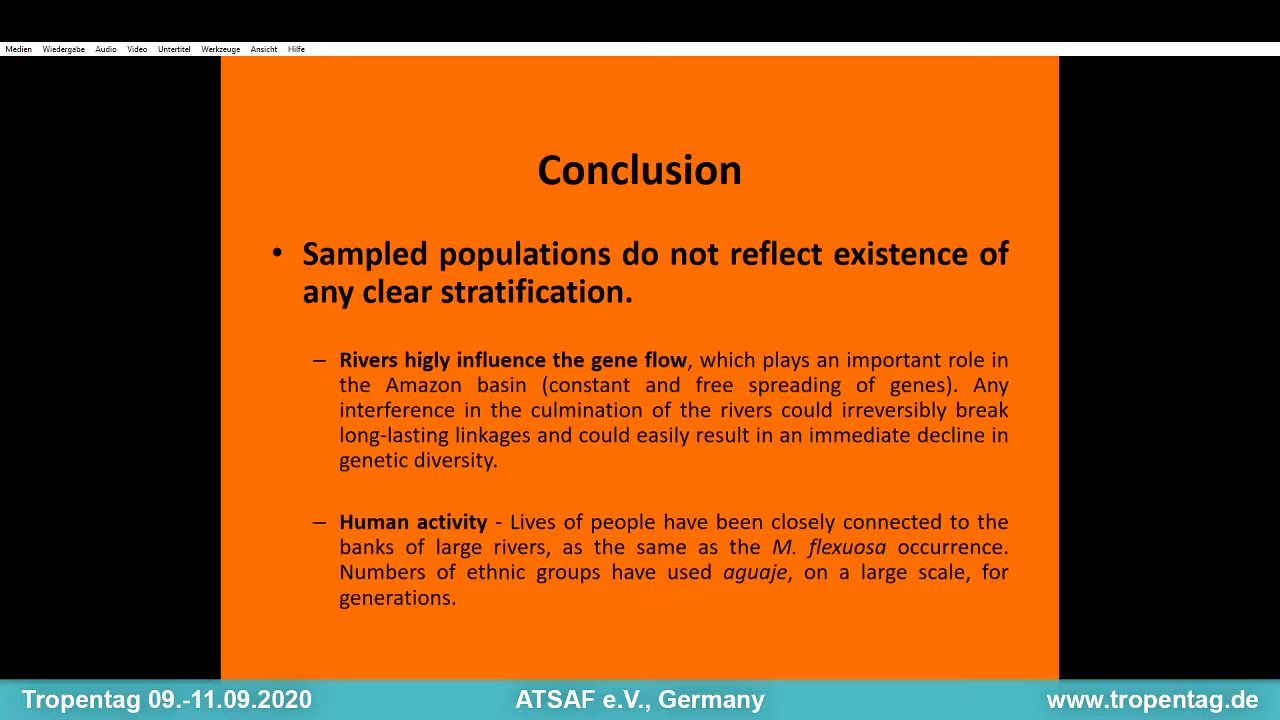 Medien Wiedergabe Audio Video Untertitel Werkzeuge Ansicht Hilfe
Conclusion
• Sampled populations do not reflect existence of
any clear stratification.
– Rivers higly influence the gene flow, which plays an important role in
the Amazon basin (constant and free spreading of genes). Any
interference in the culmination of the rivers could irreversibly break
long-lasting linkages and could easily result in an immediate decline in
genetic diversity.
– Human activity - Lives of people have been closely connected to the
banks of large rivers, as the same as the M. flexuosa occurrence.
Numbers of ethnic groups have used aguaje, on a large scale, for
generations.
Tropentag 09.-11.09.2020 ATSAF e.V., Germany www.tropentag.de